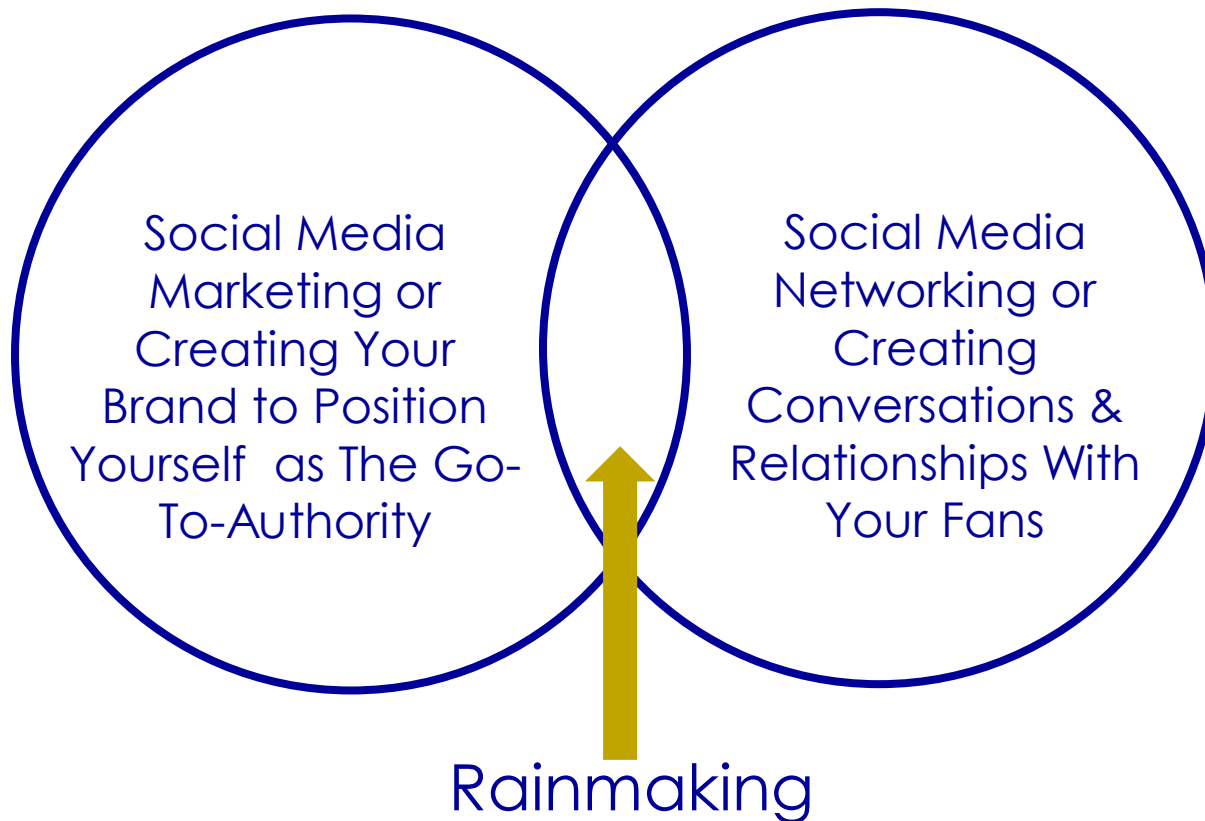 Social Media
Marketing or
Creating Your
Brand to Position
Yourself  as The Go-
To-Authority
Social Media
Networking or
Creating
Conversations &
Relationships With
Your Fans
Rainmaking